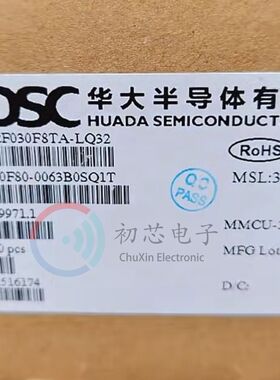 DSC 华大半导体有
HUADA SEMICONDUCT
F030F8TA-LQ32
RoHS
0F80-0063B0SQ1T
QC
PASS
MSL:3
9971.1
初芯电子
ChuXin Electronic
MMCU-
0 pcs
MFG Lot
516174
D/C: